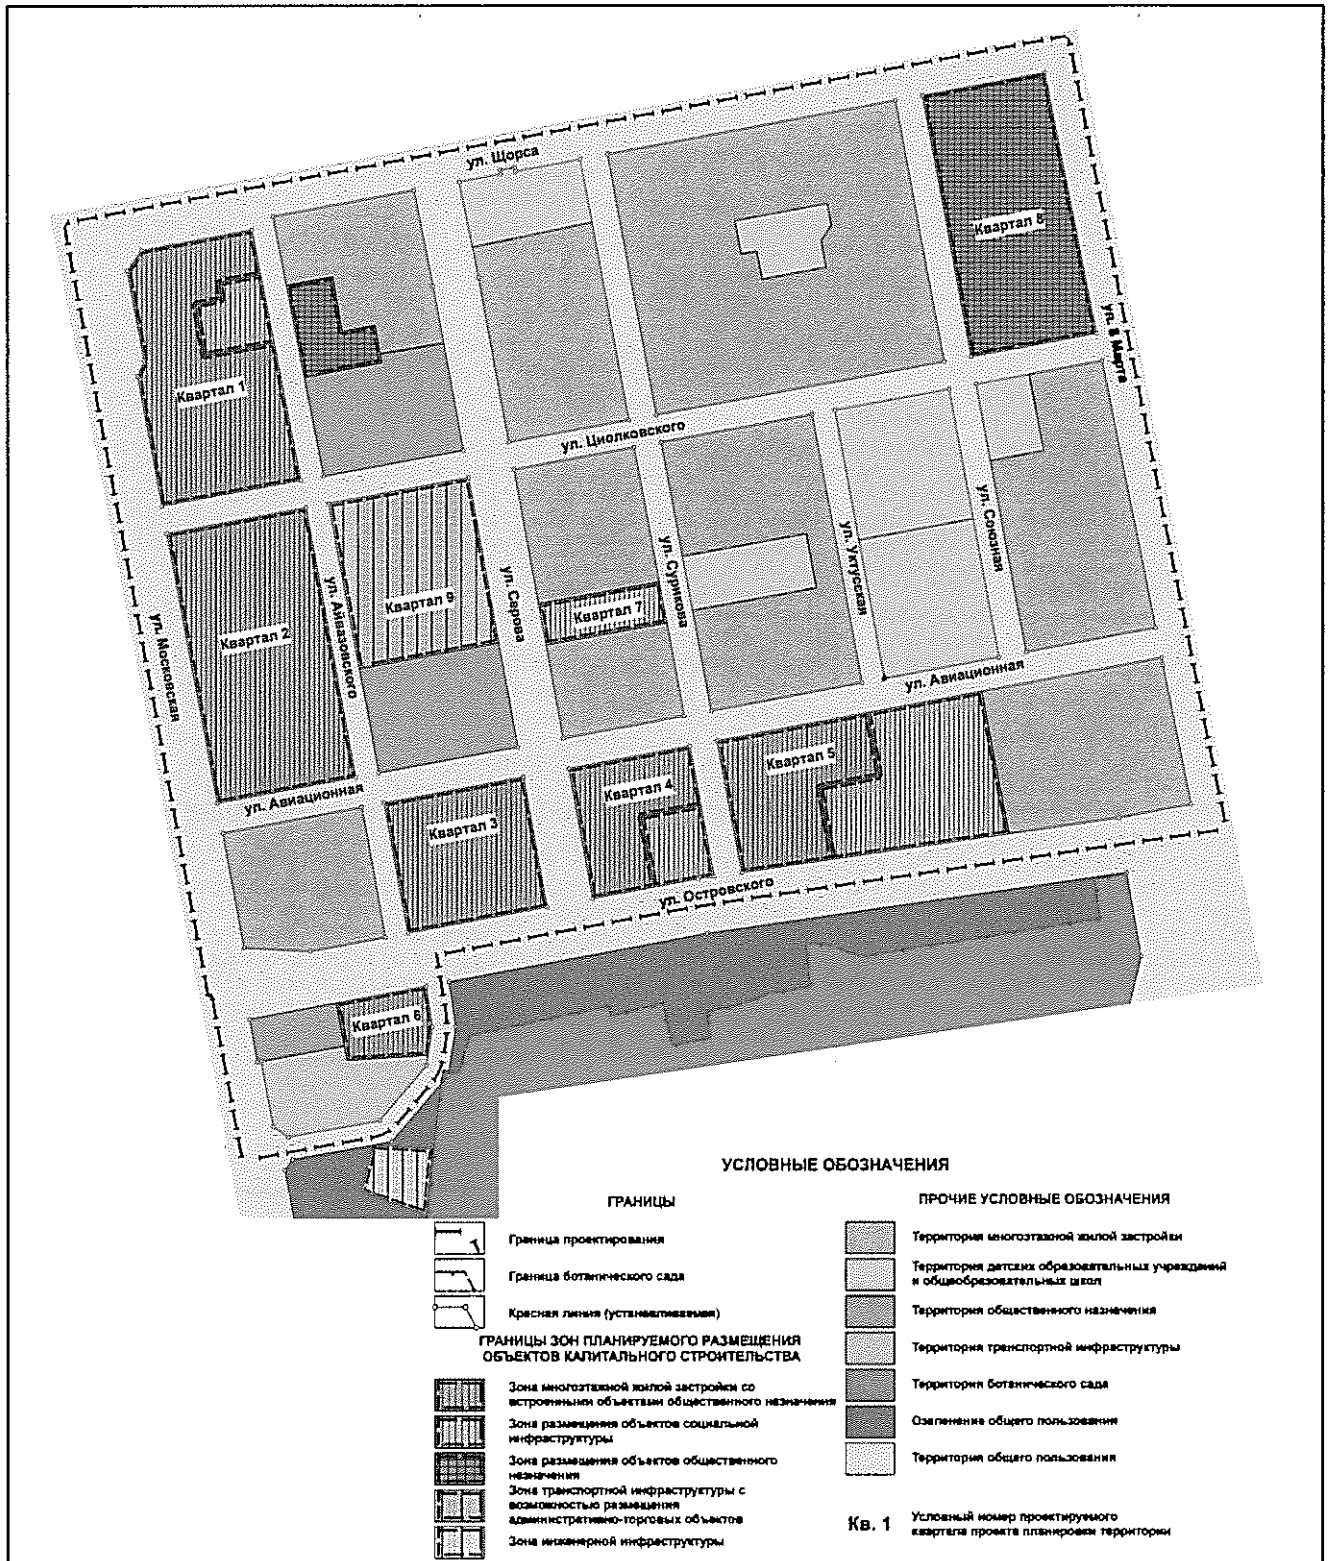 ул. Щорса
Квартал 8
ул. 8 Марта
Квартал 1
ул. Циолковского
ул. Союзная
ул. Уктусская
ул. Сурикова
ул. Серова
Квартал 9
Квартал 7
ул. Айвазовского
Квартал 2
ул. Московская
ул. Авиационная
Квартал 5
Квартал 4
ул. Авиационная
Квартал 3
ул. Островского
Квартал 6
УСЛОВНЫЕ ОБОЗНАЧЕНИЯ
ГРАНИЦЫ
Граница проектирования
Граница ботанического сада
Красная линия (устанавливаемая)
ГРАНИЦЫ ЗОН ПЛАНИРУЕМОГО РАЗМЕЩЕНИЯ
ОБЪЕКТОВ КАПИТАЛЬНОГО СТРОИТЕЛЬСТВА
Зона многоэтажной жилой застройки со
встроенными объектами общественного назначения
Зона размещения объектов социальной
инфраструктуры
Зона размещения объектов общественного
назначения
Зона транспортной инфраструктуры с
возможностью размещения
административно-торговых объектов
Зона инженерной инфраструктуры
ПРОЧИЕ УСЛОВНЫЕ ОБОЗНАЧЕНИЯ
Территория многоэтажной жилой застройки
Территория детских образовательных учреждений
и общеобразовательных школ
Территория общественного назначения
Территория транспортной инфраструктуры
Территория ботанического сада
Озеленение общего пользования
Территория общего пользования
Кв. 1
Условный номер проектируемого
квартала проекта планировки территории